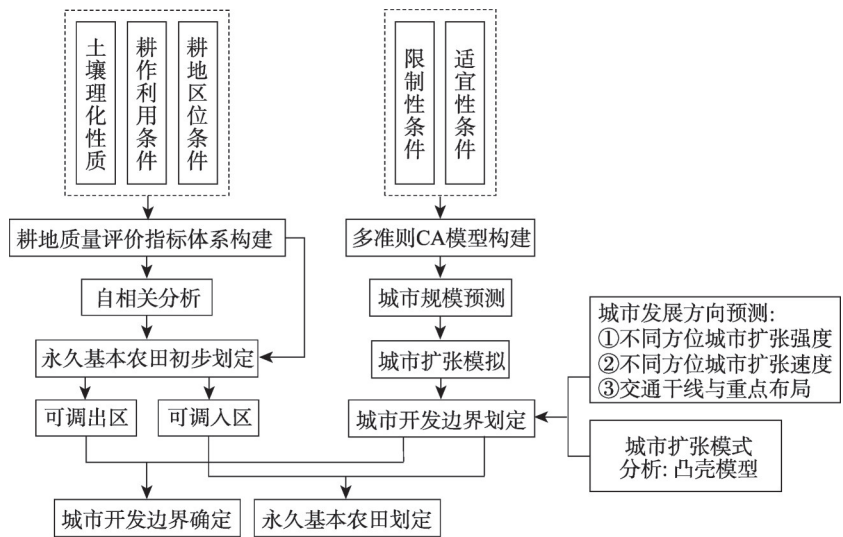 土壤理化性质
耕作利用条件
耕地区位条件
限制性条件
适宜性条件
耕地质量评价指标体系构建
多准则CA模型构建
自相关分析
城市规模预测
城市发展方向预测:
①不同方位城市扩张强度
②不同方位城市扩张速度
③交通干线与重点布局
永久基本农田初步划定
城市扩张模拟
可调出区
可调入区
城市开发边界划定
城市扩张模式
分析: 凸壳模型
城市开发边界确定
永久基本农田划定